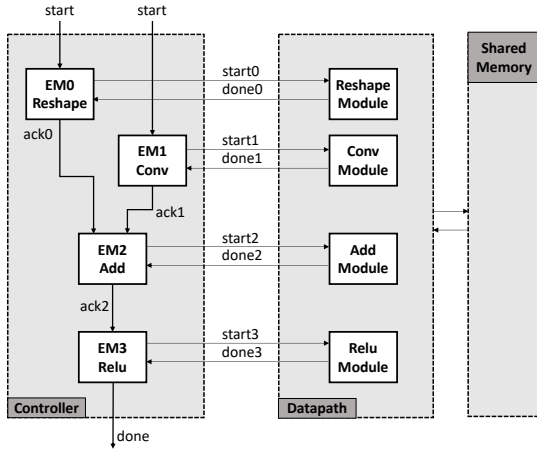 start
start
Shared
Memory
EM0
Reshape
start0
done0
Reshape
Module
ack0
EM1
Conv
start1
done1
Conv
Module
ack1
EM2
Add
start2
done2
Add
Module
ack2
EM3
Relu
start3
done3
Relu
Module
Controller
Datapath
done